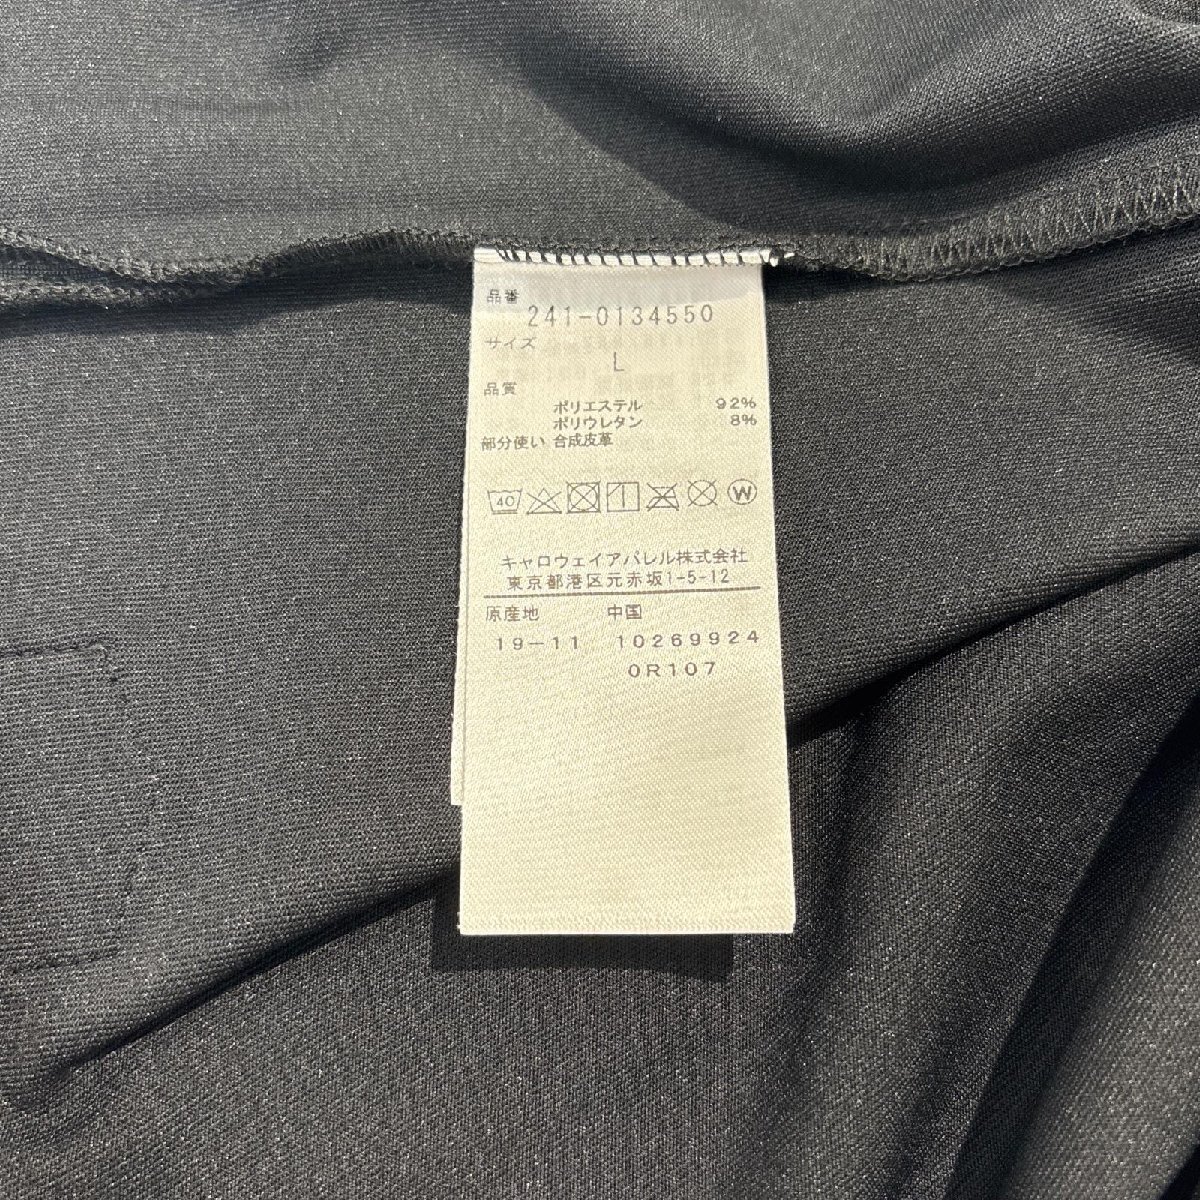 品番
241-0134550
サイズ
L
品質
ポリエステル 92%
ポリウレタン 8%
部分使い 合成皮革
40 W
キャロウェイアパレル株式会社
東京都港区元赤坂1-5-12
原産地 中国
19-11 10269924
0R107